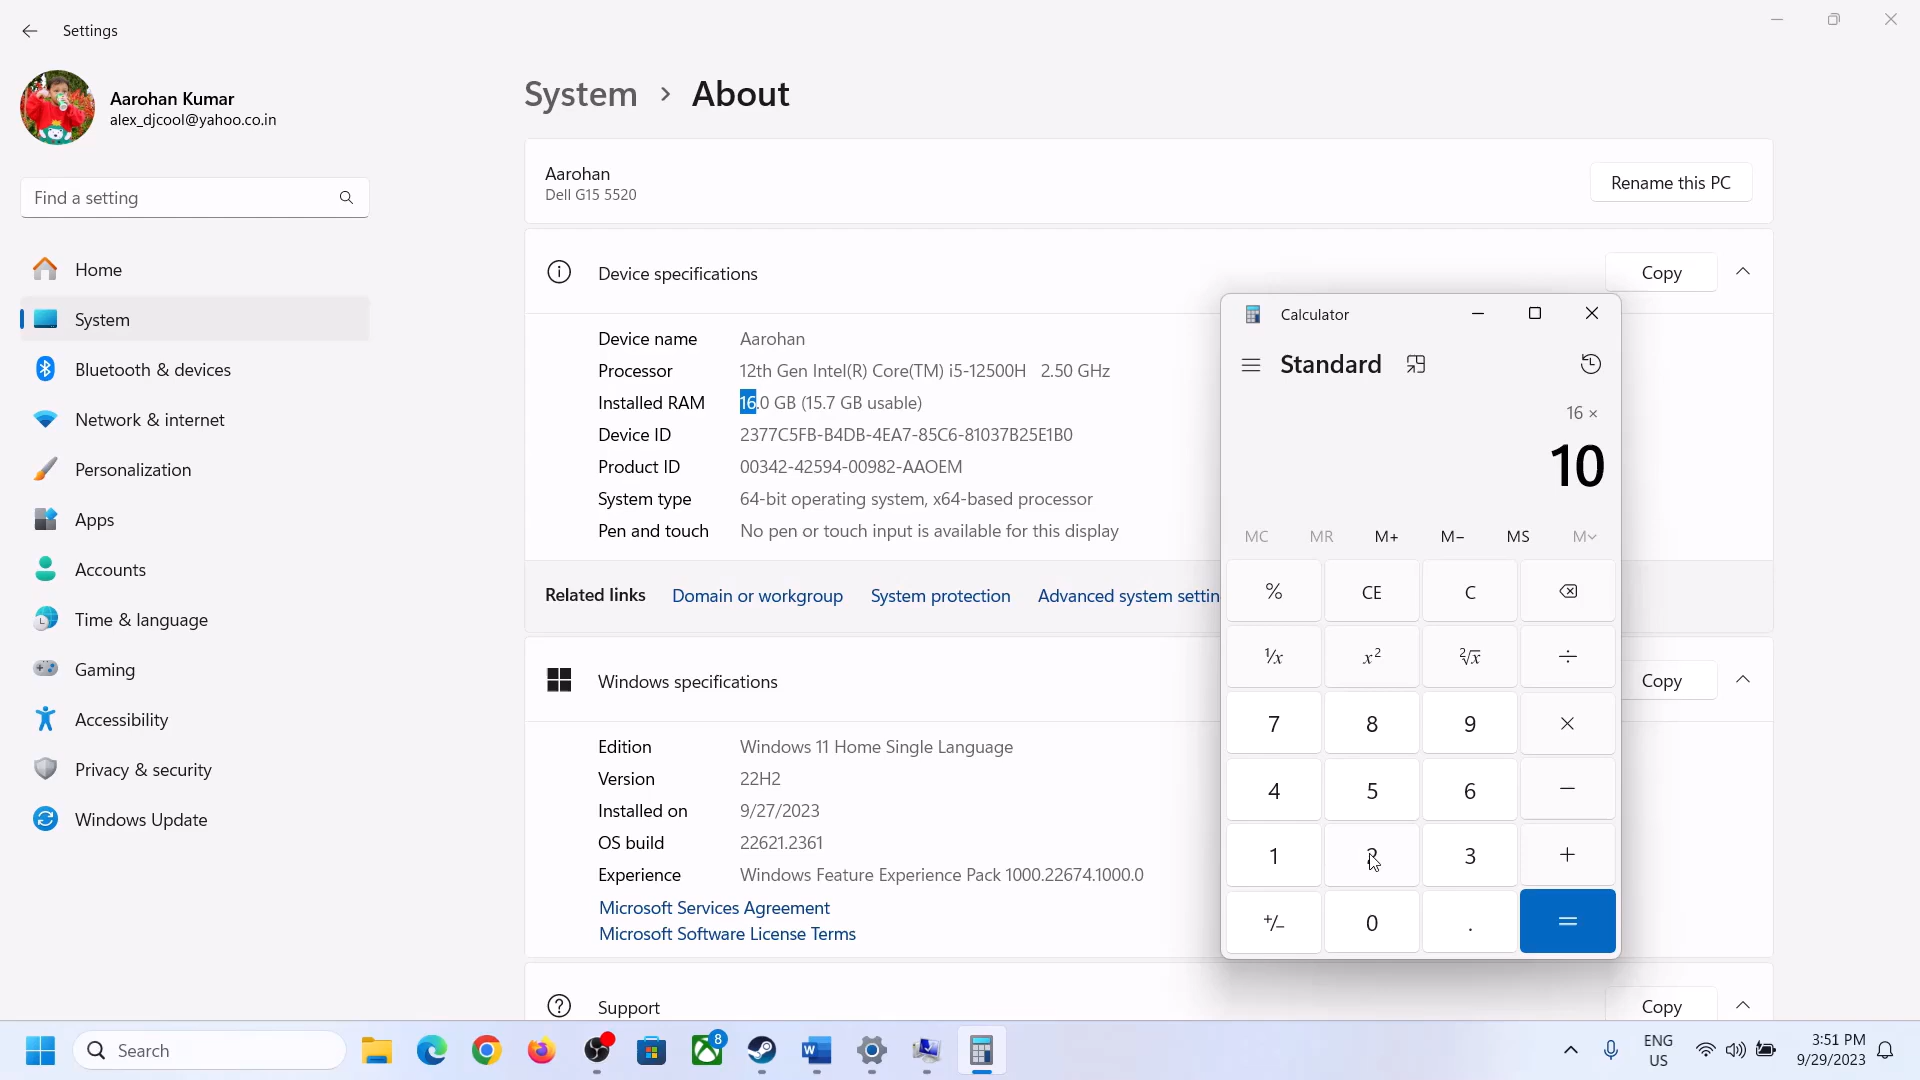 Settings
Aarohan Kumar
alex_djcool@yahoo.co.in
Find a setting
Home
System
Bluetooth & devices
Network & internet
Personalization
Apps
Accounts
Time & language
Gaming
Accessibility
Privacy & security
Windows Update
System > About
Aarohan
Dell G15 5520
Rename this PC
Device specifications
Copy
Device name Aarohan
Processor 12th Gen Intel(R) Core(TM) i5-12500H 2.50 GHz
Installed RAM 16.0 GB (15.7 GB usable)
Device ID 2377C5FB-B4DB-4EA7-85C6-81037B25E1B0
Product ID 00342-42594-00982-AAOEM
System type 64-bit operating system, x64-based processor
Pen and touch No pen or touch input is available for this display
Related links Domain or workgroup System protection Advanced system settin
Windows specifications
Copy
Edition Windows 11 Home Single Language
Version 22H2
Installed on 9/27/2023
OS build 22621.2361
Experience Windows Feature Experience Pack 1000.22674.1000.0
Microsoft Services Agreement
Microsoft Software License Terms
Support
Copy
Calculator
Standard
16 ×
10
MC MR M+ M− MS M
% CE C
⅟x x² ²√x ÷
7 8 9 ×
4 5 6 −
1 2 3 +
+/− 0 . =
Search
8
W
ENG
US
3:51 PM
9/29/2023